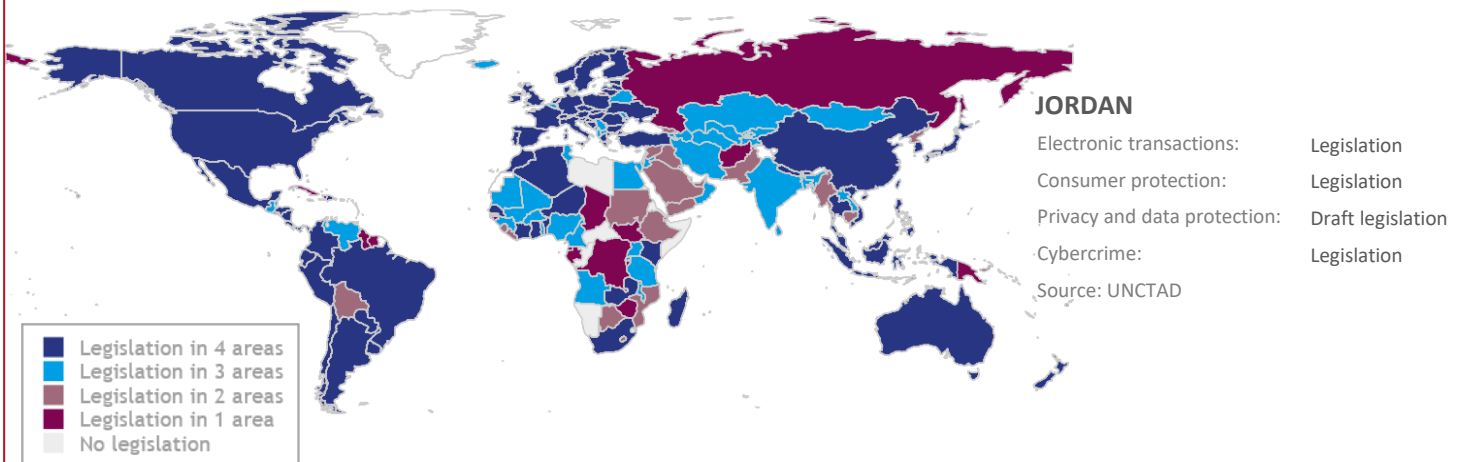 JORDAN
Electronic transactions: Legislation
Consumer protection: Legislation
Privacy and data protection: Draft legislation
Cybercrime: Legislation
Source: UNCTAD
Legislation in 4 areas
Legislation in 3 areas
Legislation in 2 areas
Legislation in 1 area
No legislation